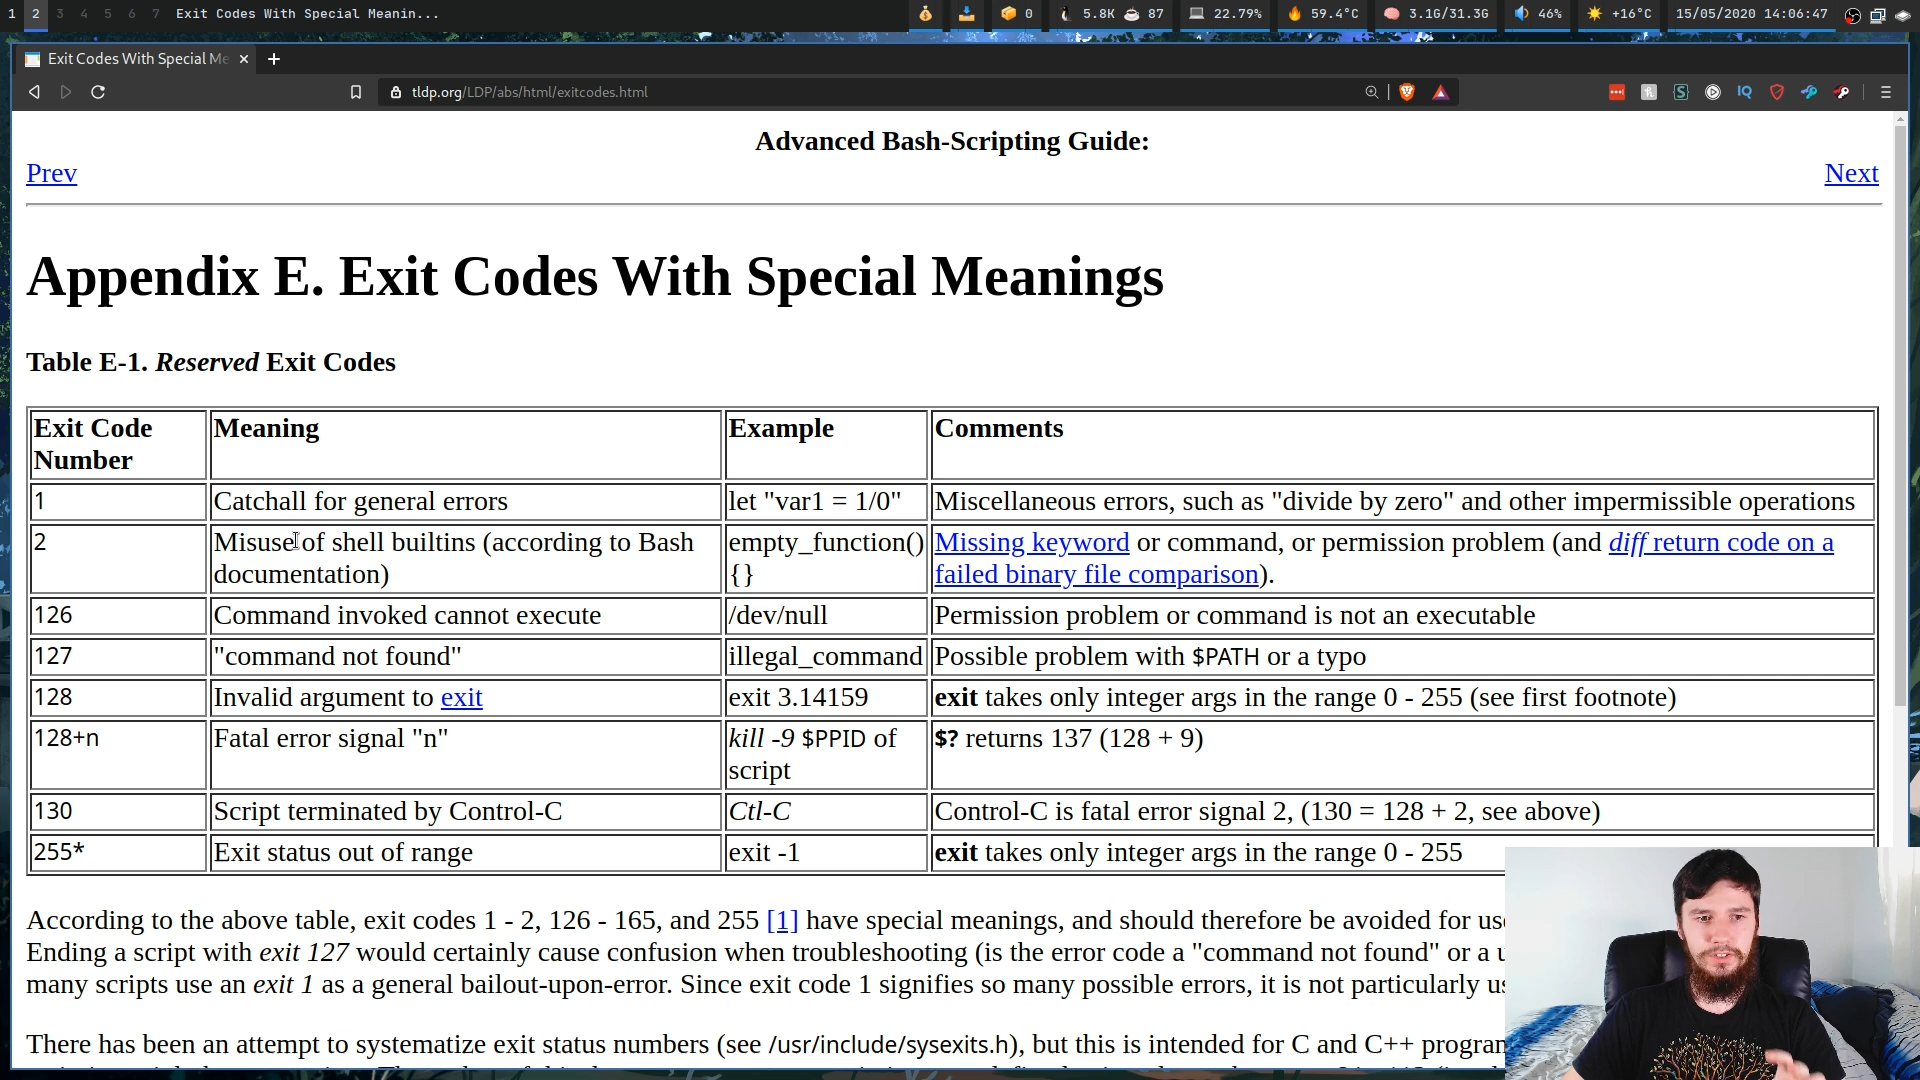 1 2 3 4 5 6 7 Exit Codes With Special Meanin... 0 5.8K 87 22.79% 59.4°C 3.1G/31.3G 46% +16°C 15/05/2020 14:06:47
Exit Codes With Special Me
tldp.org/LDP/abs/html/exitcodes.html
Advanced Bash-Scripting Guide:
Prev Next
Appendix E. Exit Codes With Special Meanings
Table E-1. Reserved Exit Codes
Exit Code Number Meaning Example Comments
1 Catchall for general errors let "var1 = 1/0" Miscellaneous errors, such as "divide by zero" and other impermissible operations
2 Misuse of shell builtins (according to Bash documentation) empty_function() {} Missing keyword or command, or permission problem (and diff return code on a failed binary file comparison).
126 Command invoked cannot execute /dev/null Permission problem or command is not an executable
127 "command not found" illegal_command Possible problem with $PATH or a typo
128 Invalid argument to exit exit 3.14159 exit takes only integer args in the range 0 - 255 (see first footnote)
128+n Fatal error signal "n" kill -9 $PPID of script $? returns 137 (128 + 9)
130 Script terminated by Control-C Ctl-C Control-C is fatal error signal 2, (130 = 128 + 2, see above)
255* Exit status out of range exit -1 exit takes only integer args in the range 0 - 255
According to the above table, exit codes 1 - 2, 126 - 165, and 255 [1] have special meanings, and should therefore be avoided for
Ending a script with exit 127 would certainly cause confusion when troubleshooting (is the error code a "command not found" or a
many scripts use an exit 1 as a general bailout-upon-error. Since exit code 1 signifies so many possible errors, it is not particularly
There has been an attempt to systematize exit status numbers (see /usr/include/sysexits.h), but this is intended for C and C++